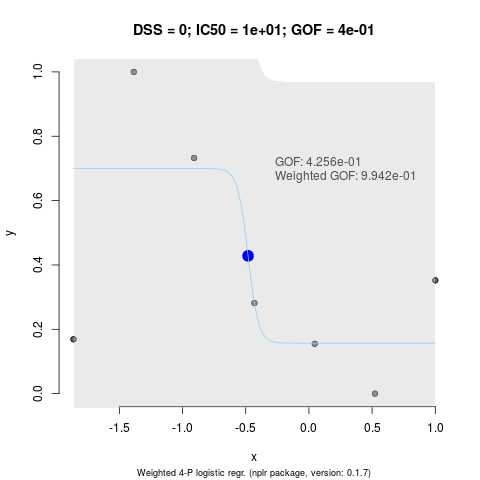 DSS = 0; IC50 = 1e+01; GOF = 4e-01
GOF: 4.256e-01
Weighted GOF: 9.942e-01
y
1.0
0.8
0.6
0.4
0.2
0.0
-1.5
-1.0
-0.5
0.0
0.5
1.0
x
Weighted 4-P logistic regr. (nplr package, version: 0.1.7)